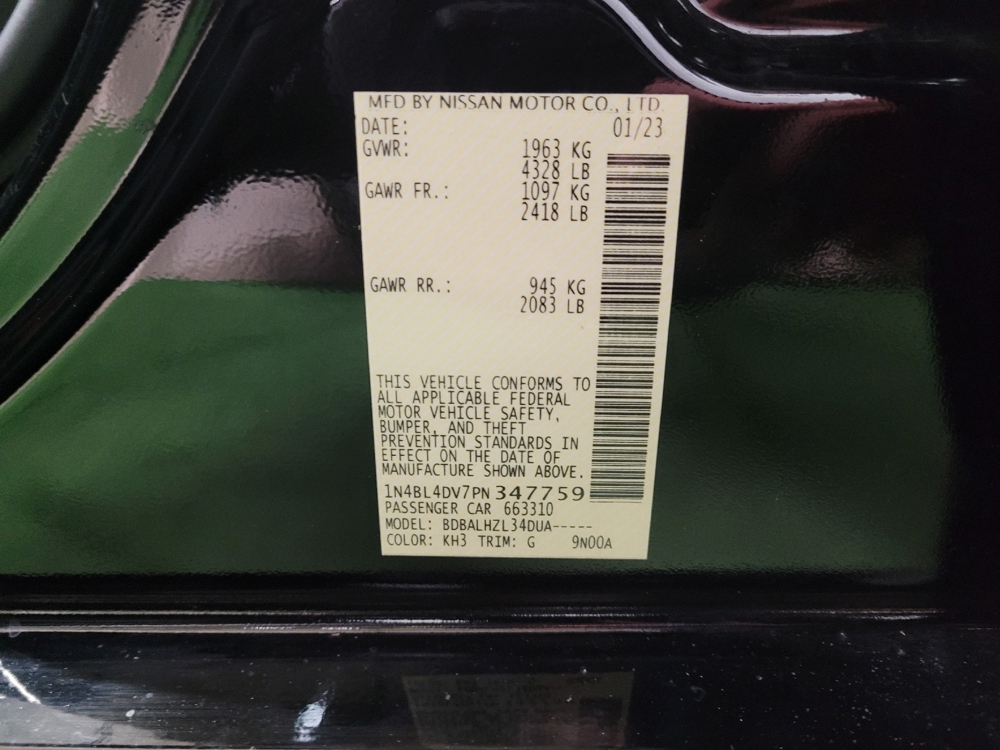 MFD BY NISSAN MOTOR CO., LTD.
DATE: 01/23
GVWR: 1963 KG
4328 LB
GAWR FR.: 1097 KG
2418 LB
GAWR RR.: 945 KG
2083 LB
THIS VEHICLE CONFORMS TO
ALL APPLICABLE FEDERAL
MOTOR VEHICLE SAFETY,
BUMPER, AND THEFT
PREVENTION STANDARDS IN
EFFECT ON THE DATE OF
MANUFACTURE SHOWN ABOVE.
1N4BL4DV7PN347759
PASSENGER CAR 663310
MODEL: BDBALHZL34DUA-----
COLOR: KH3 TRIM: G 9N00A